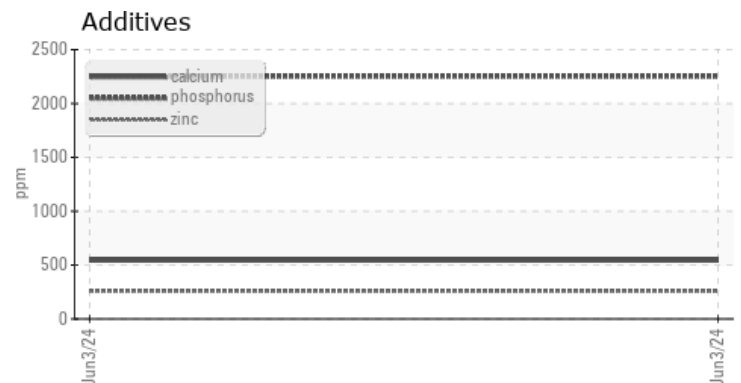 Additives
2500
calcium
phosphorus
2000
zinc
1500
ppm
1000
500
0
Jun3/24
Jun3/24